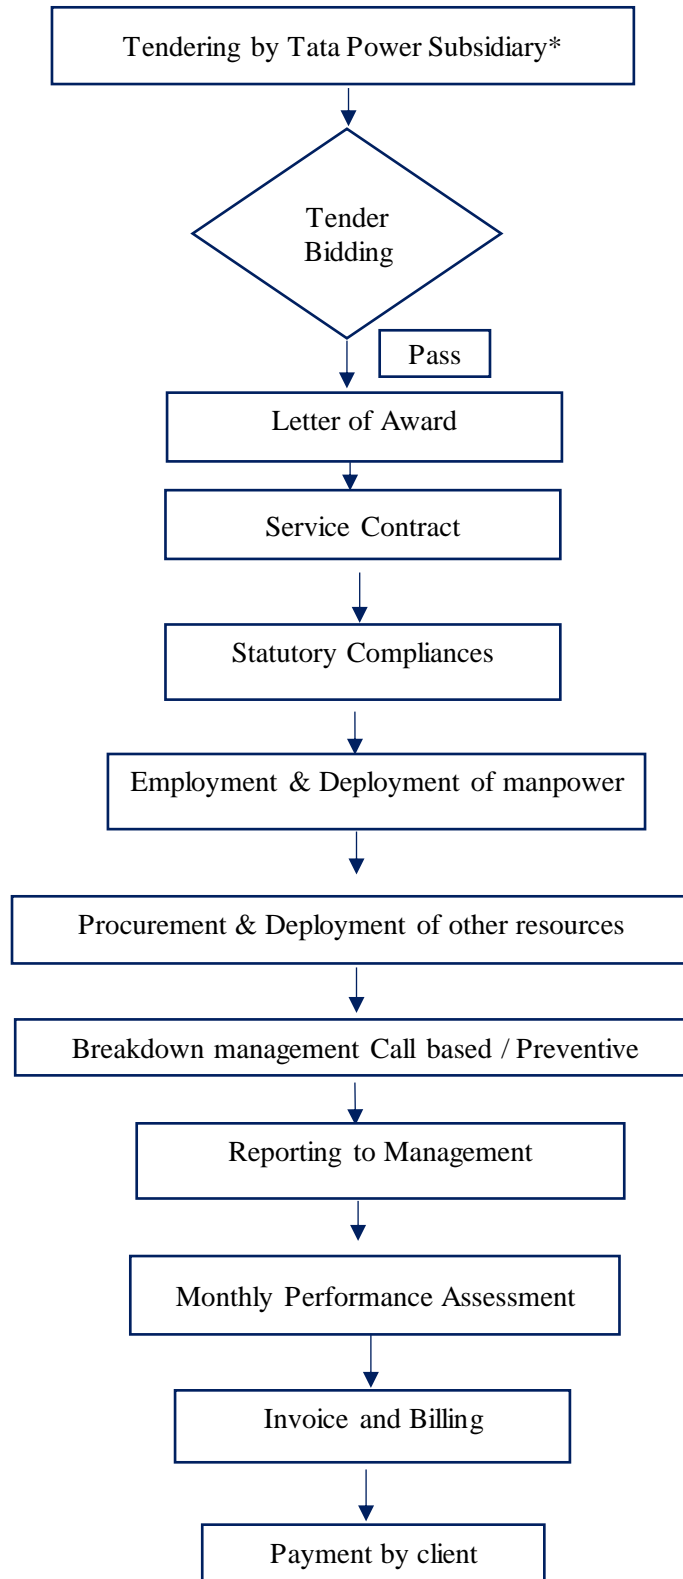 Tendering by Tata Power Subsidiary*
Tender
Bidding
Pass
Letter of Award
Service Contract
Statutory Compliances
Employment & Deployment of manpower
Procurement & Deployment of other resources
Breakdown management Call based / Preventive
Reporting to Management
Monthly Performance Assessment
Invoice and Billing
Payment by client